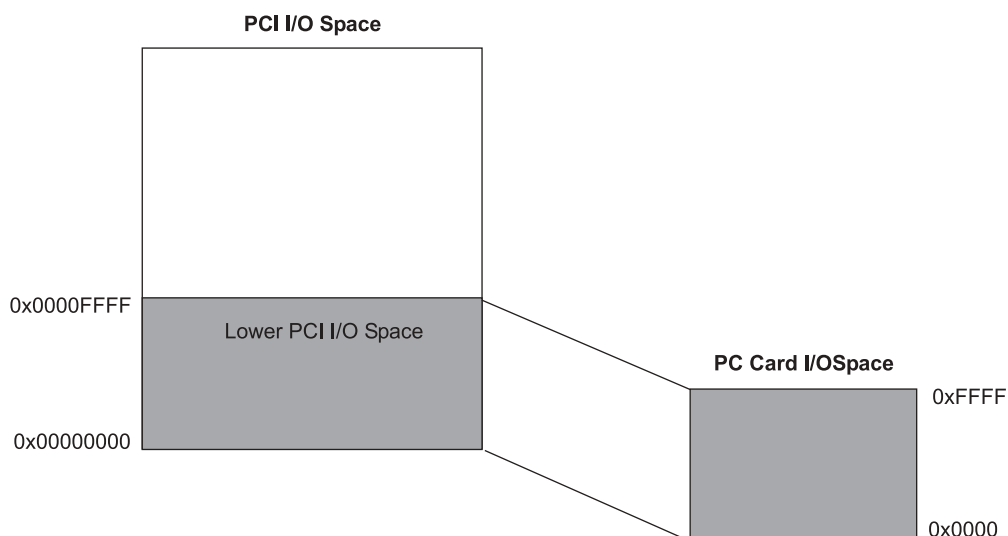 PCI I/O Space
0x0000FFFF
Lower PCI I/O Space
PC Card I/OSpace
0xFFFF
0x00000000
0x0000